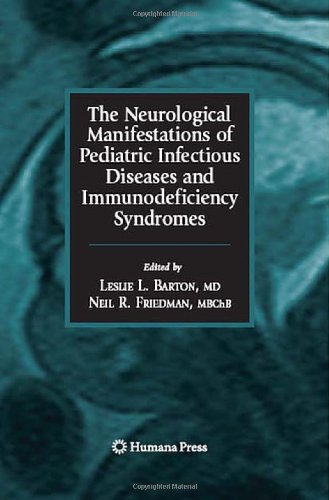 The Neurological
Manifestations of
Pediatric Infectious
Diseases and
Immunodeficiency
Syndromes
Edited by
Leslie L. Barton, MD
Neil R. Friedman, MBChB
Humana Press